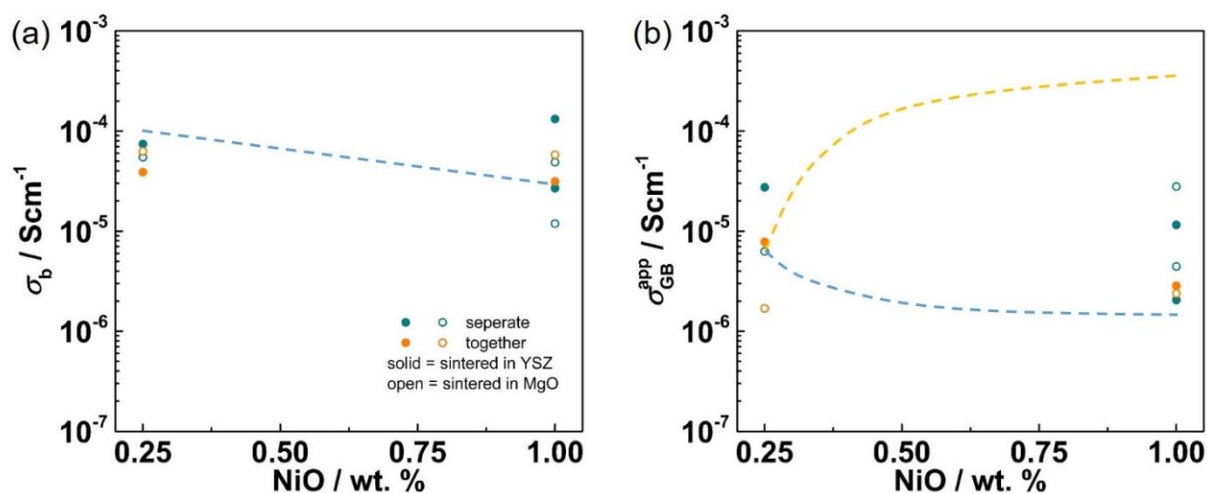 (a)
10⁻³
10⁻⁴
10⁻⁵
10⁻⁶
10⁻⁷
σb / Scm⁻¹
seperate
together
solid = sintered in YSZ
open = sintered in MgO
0.25 0.50 0.75 1.00
NiO / wt. %
(b)
10⁻³
10⁻⁴
10⁻⁵
10⁻⁶
10⁻⁷
σGBapp / Scm⁻¹
0.25 0.50 0.75 1.00
NiO / wt. %